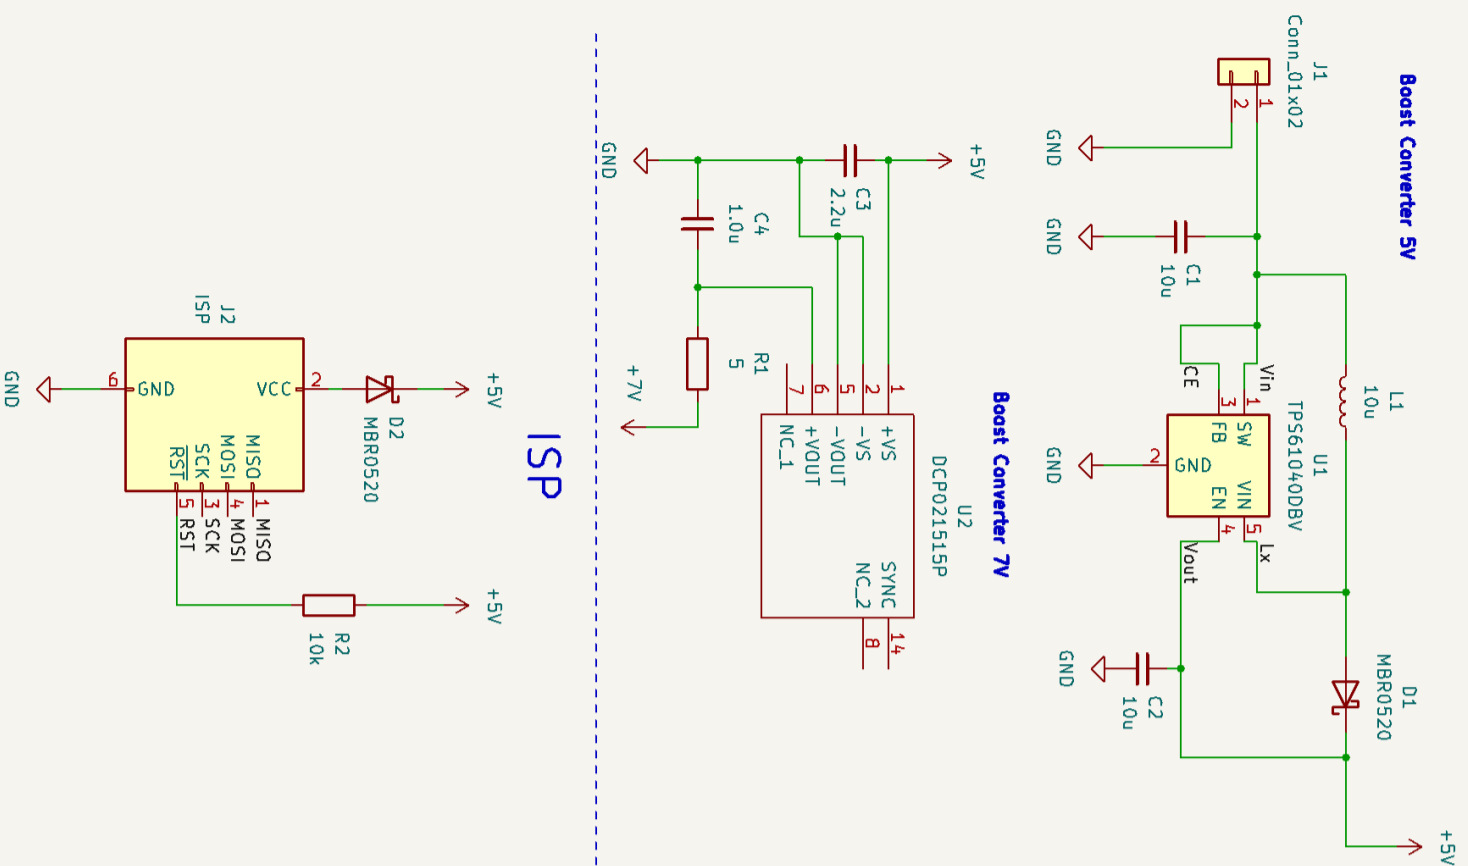 Boast Converter 5V
J1
Conn_01x02
1
2
GND
GND
C1
10u
L1
10u
Vin
CE
1
3
U1
TPS61040DBV
SW
FB
GND
2
VIN
EN
5
4
Lx
Vout
GND
C2
10u
D1
MBR0520
+5V
Boast Converter 7V
+5V
C3
2.2u
GND
C4
1.0u
R1
5
+7V
1
2
5
6
7
U2
DCP021515P
+VS
-VS
-VOUT
+VOUT
NC_1
SYNC
NC_2
14
8
ISP
J2
ISP
GND
6
GND
VCC
2
D2
MBR0520
+5V
MISO
MOSI
SCK
RST
1
4
3
5
MISO
MOSI
SCK
RST
R2
10k
+5V